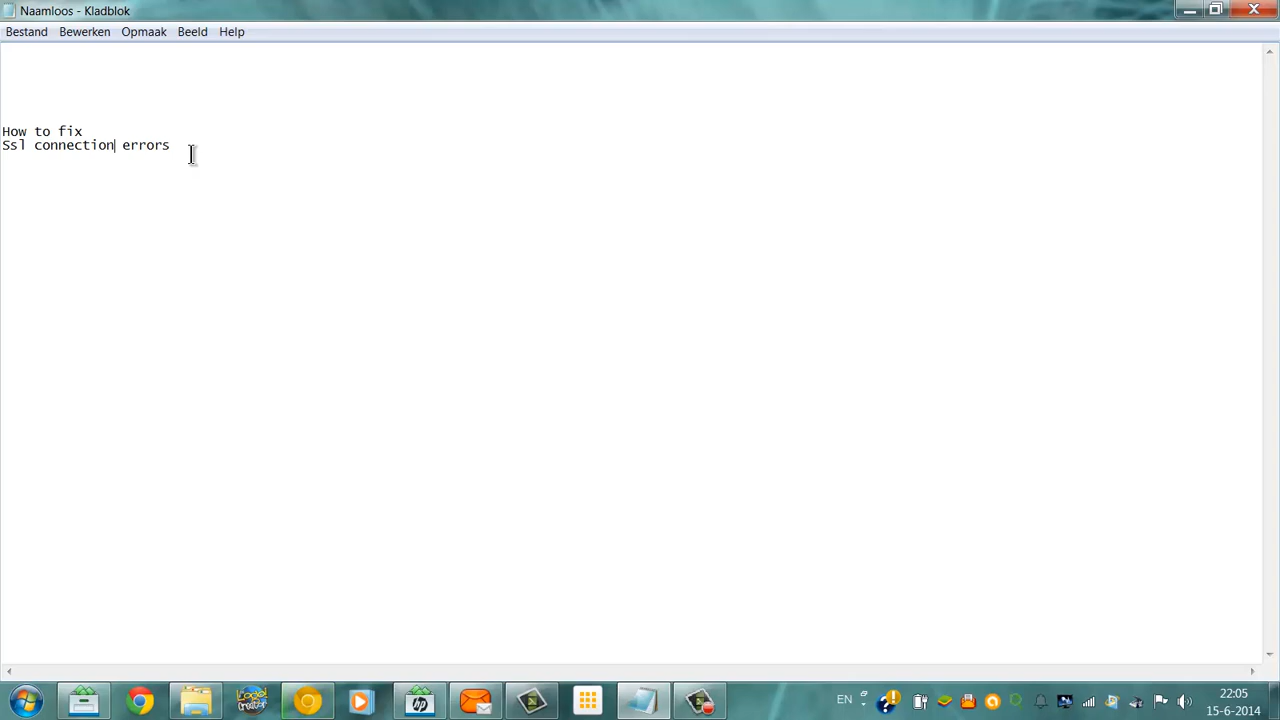 Naamloos - Kladblok
Bestand Bewerken Opmaak Beeld Help
How to fix
Ssl connection errors
EN
22:05
15-6-2014